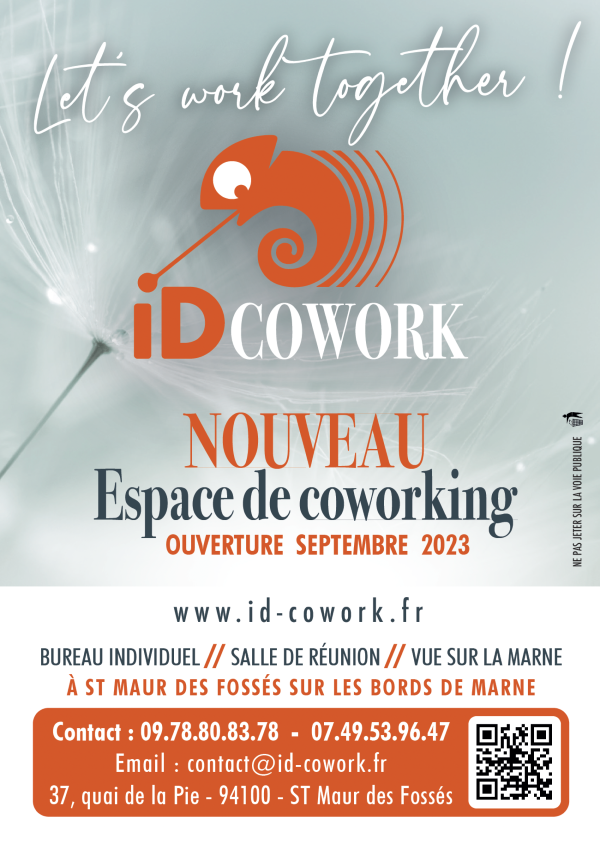 Let's work together !
iD COWORK
NOUVEAU
Espace de coworking
OUVERTURE SEPTEMBRE 2023
NE PAS JETER SUR LA VOIE PUBLIQUE
www.id-cowork.fr
BUREAU INDIVIDUEL // SALLE DE RÉUNION // VUE SUR LA MARNE
À ST MAUR DES FOSSÉS SUR LES BORDS DE MARNE
Contact : 09.78.80.83.78 - 07.49.53.96.47
Email : contact@id-cowork.fr
37, quai de la Pie - 94100 - ST Maur des Fossés